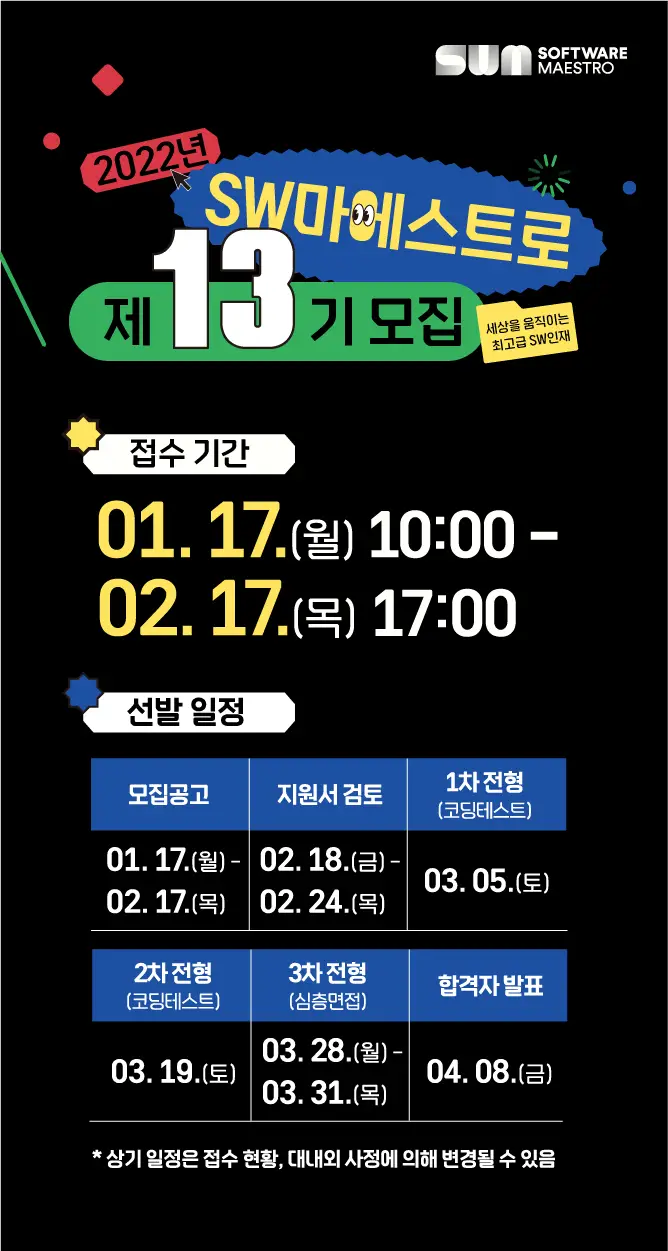 SWM SOFTWARE
MAESTRO
2022년
SW마에스트로
제13기 모집
세상을 움직이는
최고급 SW인재
접수 기간
01. 17.(월) 10:00 –
02. 17.(목) 17:00
선발 일정
모집공고
지원서 검토
1차 전형
(코딩테스트)
01. 17.(월) –
02. 17.(목)
02. 18.(금) –
02. 24.(목)
03. 05.(토)
2차 전형
(코딩테스트)
3차 전형
(심층면접)
합격자 발표
03. 19.(토)
03. 28.(월) –
03. 31.(목)
04. 08.(금)
* 상기 일정은 접수 현황, 대내외 사정에 의해 변경될 수 있음